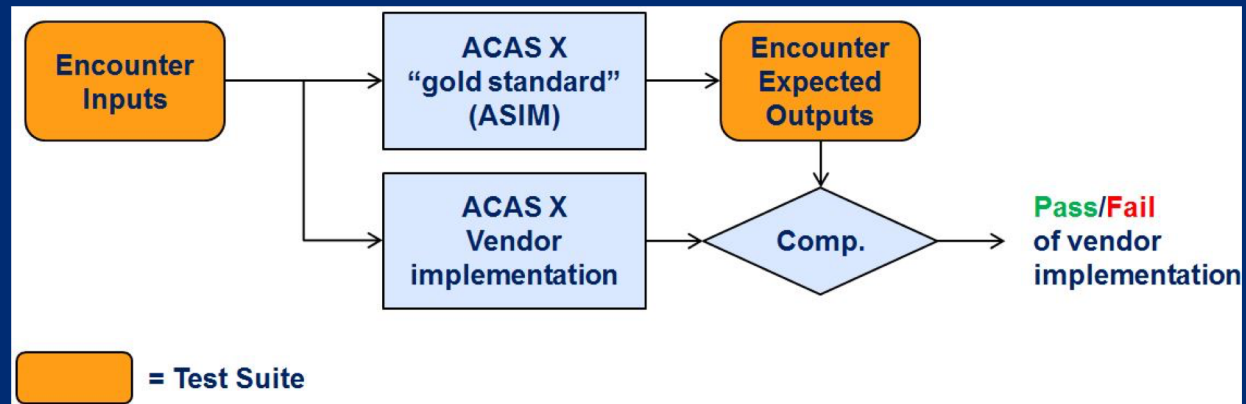 Encounter
Inputs
ACAS X
“gold standard”
(ASIM)
Encounter
Expected
Outputs
ACAS X
Vendor
implementation
Comp.
Pass/Fail
of vendor
implementation
= Test Suite